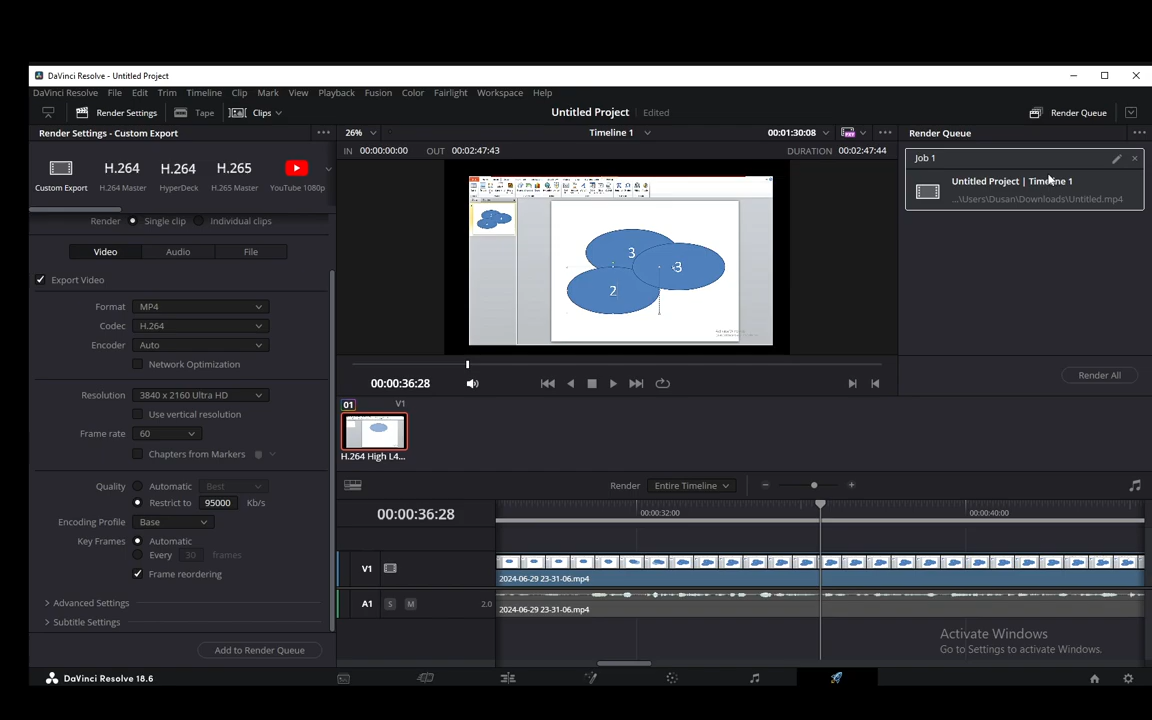 DaVinci Resolve - Untitled Project
DaVinci Resolve File Edit Trim Timeline Clip Mark View Playback Fusion Color Fairlight Workspace Help
Render Settings Tape Clips Untitled Project Edited Render Queue
Render Settings - Custom Export 26% Timeline 1 00:01:30:08 Render Queue
IN 00:00:00:00 OUT 00:02:47:43 DURATION 00:02:47:44
Job 1
H.264 H.264 H.265
Custom Export H.264 Master HyperDeck H.265 Master YouTube 1080p
Untitled Project | Timeline 1
...\Users\Dusan\Downloads\Untitled.mp4
Render Single clip Individual clips
Video Audio File
3
3
2
Export Video
Format MP4
Codec H.264
Encoder Auto
Network Optimization
Resolution 3840 x 2160 Ultra HD
Use vertical resolution
Frame rate 60
Chapters from Markers
Quality Automatic Best
Restrict to 95000 Kb/s
Encoding Profile Base
Key Frames Automatic
Every 30 frames
Frame reordering
Advanced Settings
Subtitle Settings
Add to Render Queue
00:00:36:28
Render All
01 V1
H.264 High L4...
Render Entire Timeline
00:00:36:28 00:00:32:00 00:00:40:00
V1
2024-06-29 23-31-06.mp4
A1 S M 2.0
2024-06-29 23-31-06.mp4
Activate Windows
Go to Settings to activate Windows.
DaVinci Resolve 18.6